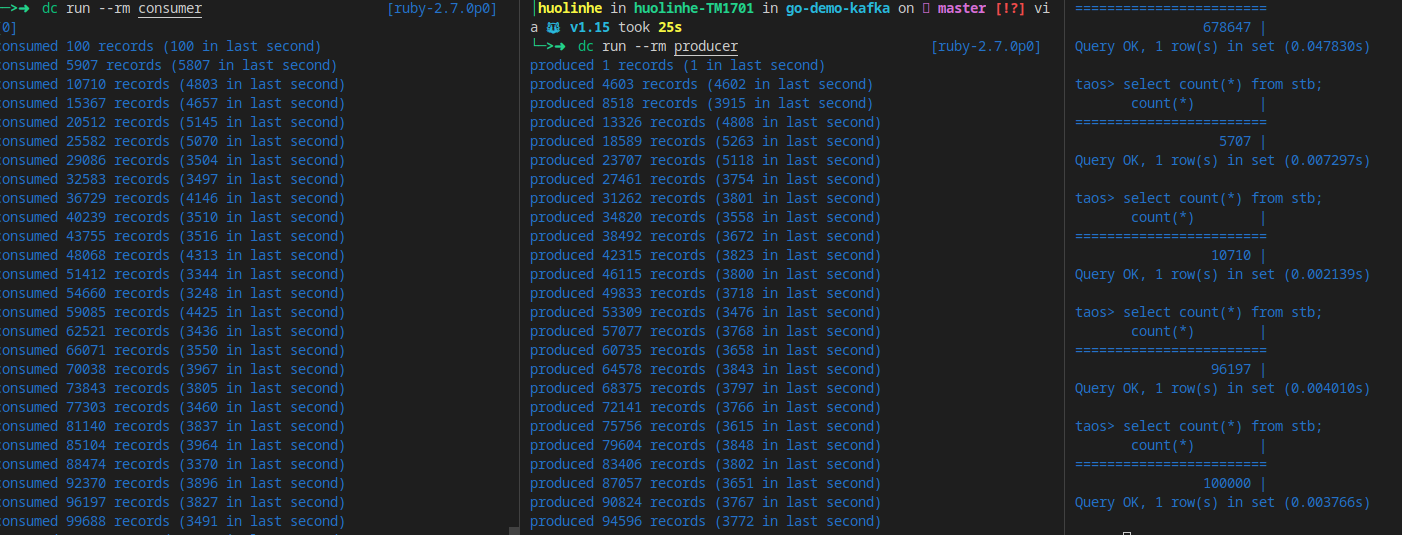 ─>➜ dc run --rm consumer [ruby-2.7.0p0]
[0]
onsumed 100 records (100 in last second)
onsumed 5907 records (5807 in last second)
onsumed 10710 records (4803 in last second)
onsumed 15367 records (4657 in last second)
onsumed 20512 records (5145 in last second)
onsumed 25582 records (5070 in last second)
onsumed 29086 records (3504 in last second)
onsumed 32583 records (3497 in last second)
onsumed 36729 records (4146 in last second)
onsumed 40239 records (3510 in last second)
onsumed 43755 records (3516 in last second)
onsumed 48068 records (4313 in last second)
onsumed 51412 records (3344 in last second)
onsumed 54660 records (3248 in last second)
onsumed 59085 records (4425 in last second)
onsumed 62521 records (3436 in last second)
onsumed 66071 records (3550 in last second)
onsumed 70038 records (3967 in last second)
onsumed 73843 records (3805 in last second)
onsumed 77303 records (3460 in last second)
onsumed 81140 records (3837 in last second)
onsumed 85104 records (3964 in last second)
onsumed 88474 records (3370 in last second)
onsumed 92370 records (3896 in last second)
onsumed 96197 records (3827 in last second)
onsumed 99688 records (3491 in last second)
huolinhe in huolinhe-TM1701 in go-demo-kafka on master [!?] vi
a v1.15 took 25s
└─>➜ dc run --rm producer [ruby-2.7.0p0]
produced 1 records (1 in last second)
produced 4603 records (4602 in last second)
produced 8518 records (3915 in last second)
produced 13326 records (4808 in last second)
produced 18589 records (5263 in last second)
produced 23707 records (5118 in last second)
produced 27461 records (3754 in last second)
produced 31262 records (3801 in last second)
produced 34820 records (3558 in last second)
produced 38492 records (3672 in last second)
produced 42315 records (3823 in last second)
produced 46115 records (3800 in last second)
produced 49833 records (3718 in last second)
produced 53309 records (3476 in last second)
produced 57077 records (3768 in last second)
produced 60735 records (3658 in last second)
produced 64578 records (3843 in last second)
produced 68375 records (3797 in last second)
produced 72141 records (3766 in last second)
produced 75756 records (3615 in last second)
produced 79604 records (3848 in last second)
produced 83406 records (3802 in last second)
produced 87057 records (3651 in last second)
produced 90824 records (3767 in last second)
produced 94596 records (3772 in last second)
========================
678647 |
Query OK, 1 row(s) in set (0.047830s)
taos> select count(*) from stb;
count(*) |
========================
5707 |
Query OK, 1 row(s) in set (0.007297s)
taos> select count(*) from stb;
count(*) |
========================
10710 |
Query OK, 1 row(s) in set (0.002139s)
taos> select count(*) from stb;
count(*) |
========================
96197 |
Query OK, 1 row(s) in set (0.004010s)
taos> select count(*) from stb;
count(*) |
========================
100000 |
Query OK, 1 row(s) in set (0.003766s)